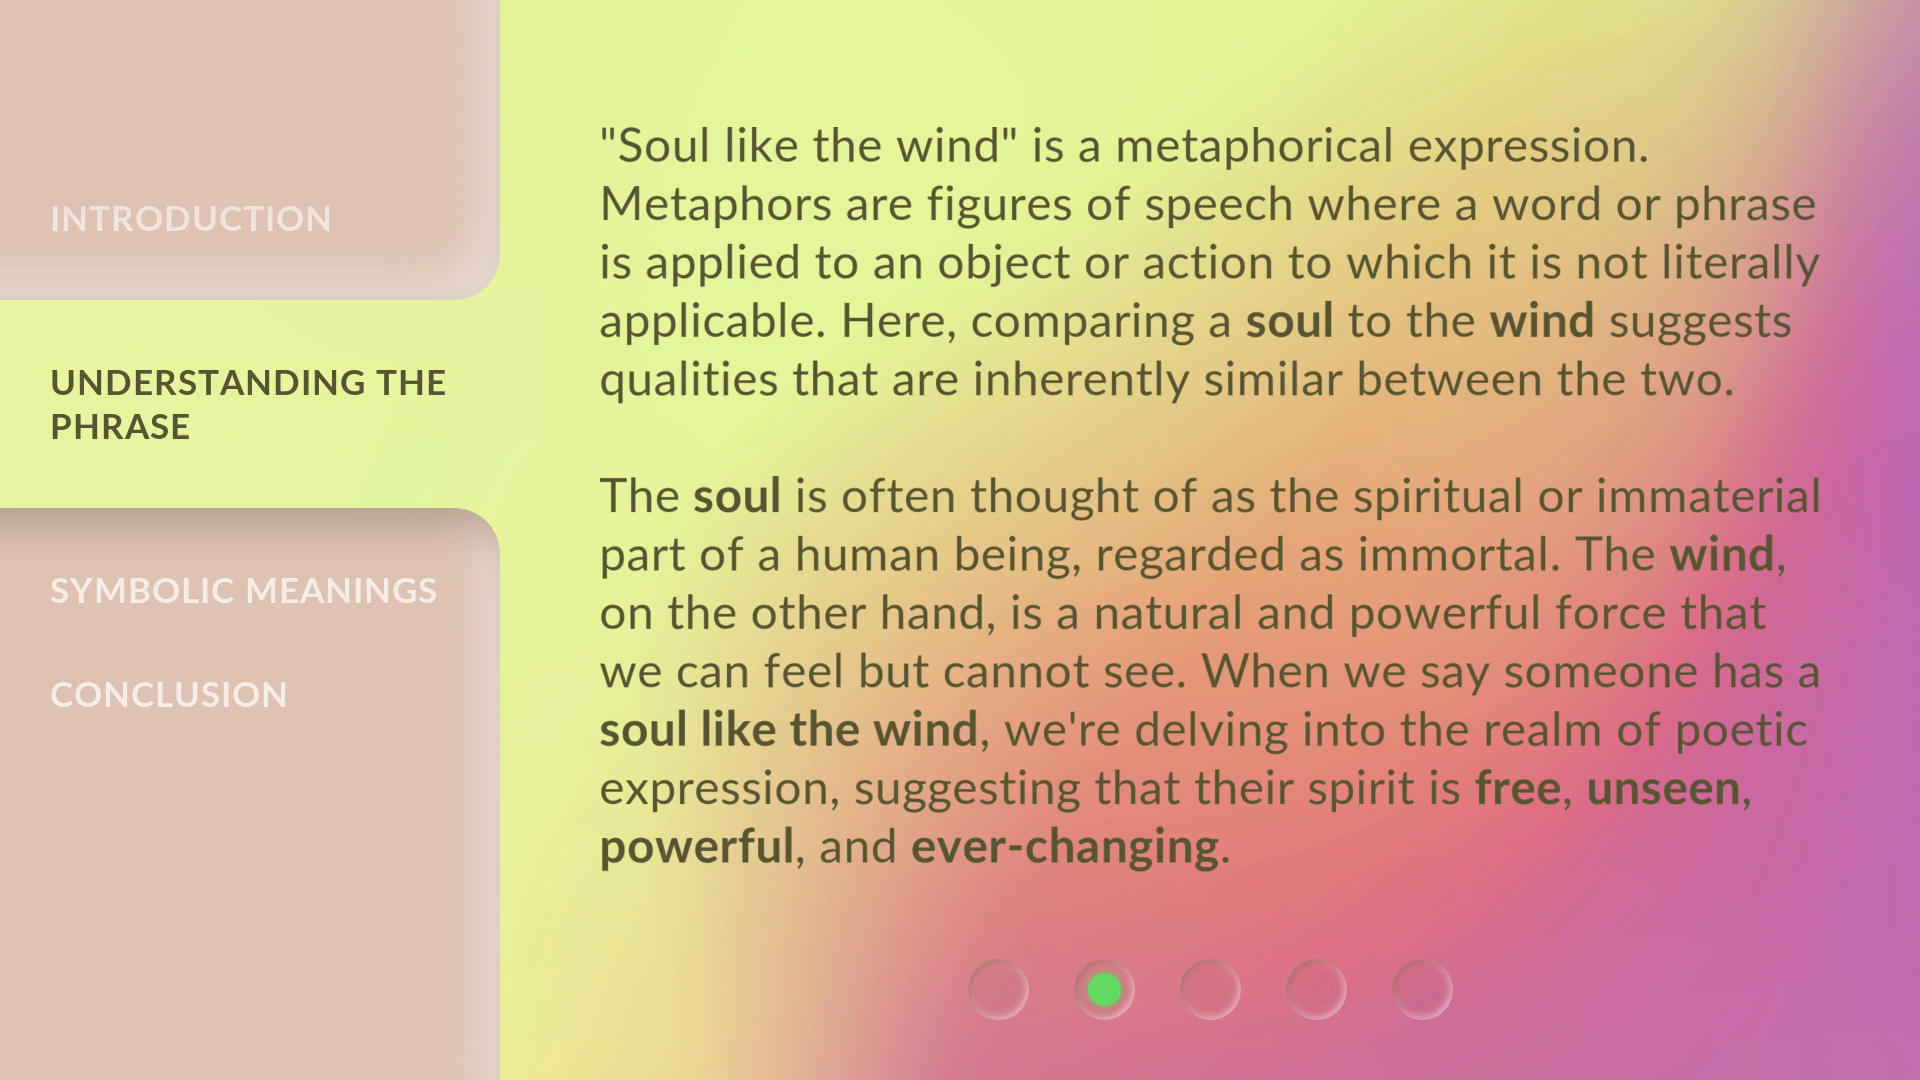 INTRODUCTION
UNDERSTANDING THE
PHRASE
SYMBOLIC MEANINGS
CONCLUSION
"Soul like the wind" is a metaphorical expression.
Metaphors are figures of speech where a word or phrase
is applied to an object or action to which it is not literally
applicable. Here, comparing a soul to the wind suggests
qualities that are inherently similar between the two.
The soul is often thought of as the spiritual or immaterial
part of a human being, regarded as immortal. The wind,
on the other hand, is a natural and powerful force that
we can feel but cannot see. When we say someone has a
soul like the wind, we're delving into the realm of poetic
expression, suggesting that their spirit is free, unseen,
powerful, and ever-changing.